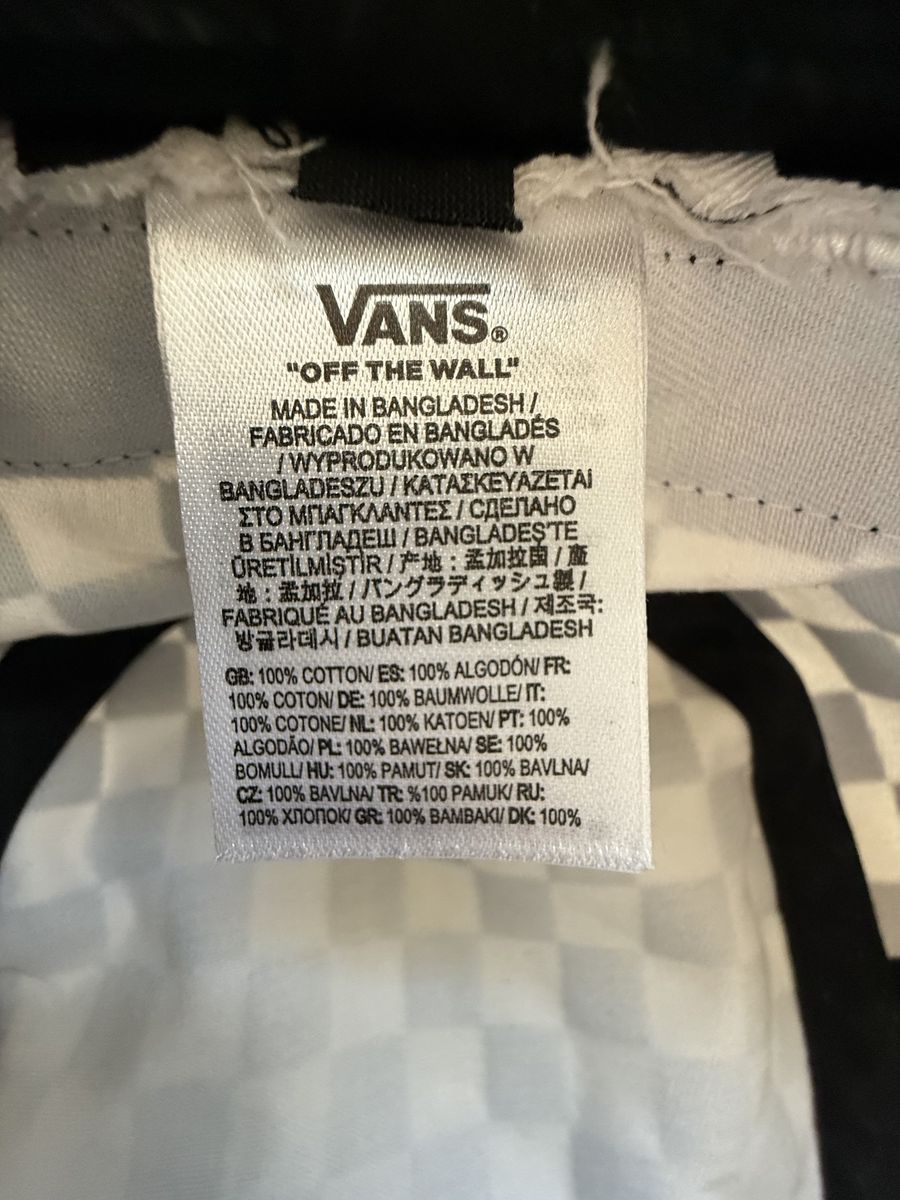 VANS®
"OFF THE WALL"
MADE IN BANGLADESH /
FABRICADO EN BANGLADÉS
/ WYPRODUKOWANO W
BANGLADESZU / ΚΑΤΑΣΚΕΥΑΖΕΤΑΙ
ΣΤΟ ΜΠΑΓΚΛΑΝΤΕΣ / СДЕЛАНО
В БАНГЛАДЕШ / BANGLADEŞ'TE
ÜRETİLMİŞTİR / 产地：孟加拉国 / 產
地：孟加拉 / バングラディッシュ製 /
FABRIQUÉ AU BANGLADESH / 제조국:
방글라데시 / BUATAN BANGLADESH
GB: 100% COTTON/ ES: 100% ALGODÓN/ FR:
100% COTON/ DE: 100% BAUMWOLLE/ IT:
100% COTONE/ NL: 100% KATOEN/ PT: 100%
ALGODÃO/ PL: 100% BAWEŁNA/ SE: 100%
BOMULL/ HU: 100% PAMUT/ SK: 100% BAVLNA/
CZ: 100% BAVLNA/ TR: %100 PAMUK/ RU:
100% ХЛОПОК/ GR: 100% ΒΑΜΒΑΚΙ/ DK: 100%